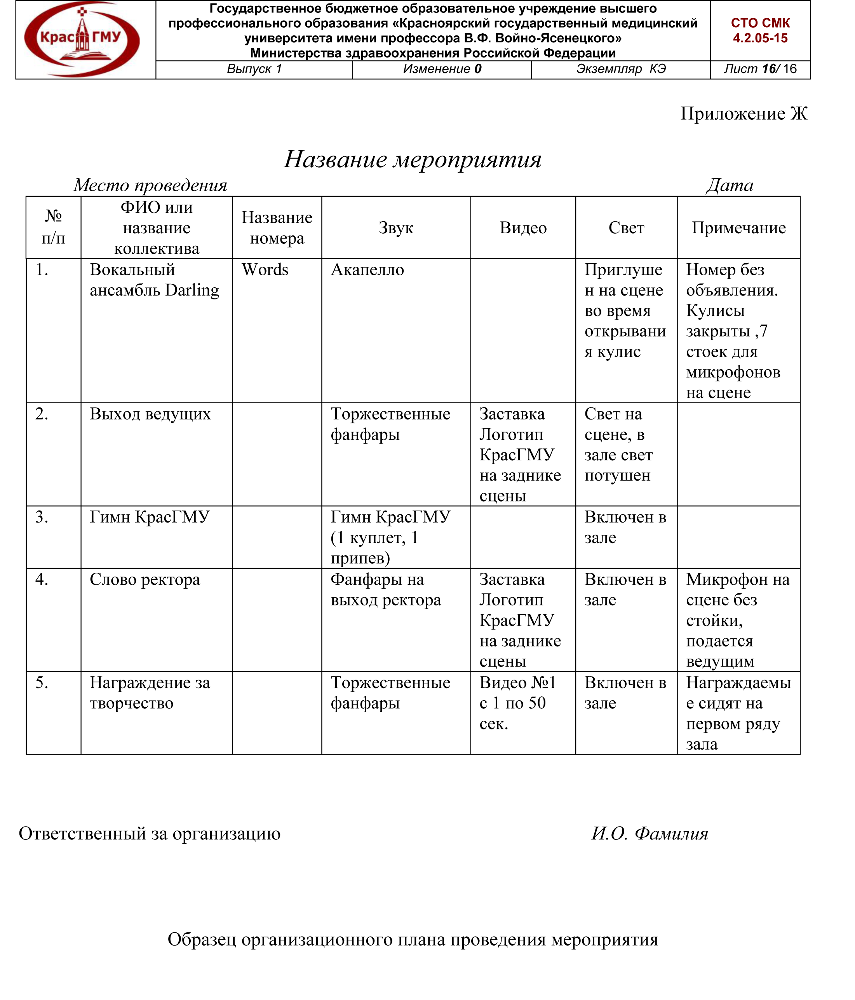 Крас ГМУ
Государственное бюджетное образовательное учреждение высшего
профессионального образования «Красноярский государственный медицинский
университета имени профессора В.Ф. Войно-Ясенецкого»
Министерства здравоохранения Российской Федерации
СТО СМК
4.2.05-15
Выпуск 1
Изменение 0
Экземпляр КЭ
Лист 16/ 16
Приложение Ж
Название мероприятия
Место проведения
Дата
№
п/п
ФИО или
название
коллектива
Название
номера
Звук
Видео
Свет
Примечание
1.
Вокальный
ансамбль Darling
Words
Акапелло
Приглуше
н на сцене
во время
открывани
я кулис
Номер без
объявления.
Кулисы
закрыты ,7
стоек для
микрофонов
на сцене
2.
Выход ведущих
Торжественные
фанфары
Заставка
Логотип
КрасГМУ
на заднике
сцены
Свет на
сцене, в
зале свет
потушен
3.
Гимн КрасГМУ
Гимн КрасГМУ
(1 куплет, 1
припев)
Включен в
зале
4.
Слово ректора
Фанфары на
выход ректора
Заставка
Логотип
КрасГМУ
на заднике
сцены
Включен в
зале
Микрофон на
сцене без
стойки,
подается
ведущим
5.
Награждение за
творчество
Торжественные
фанфары
Видео №1
с 1 по 50
сек.
Включен в
зале
Награждаемы
е сидят на
первом ряду
зала
Ответственный за организацию
И.О. Фамилия
Образец организационного плана проведения мероприятия